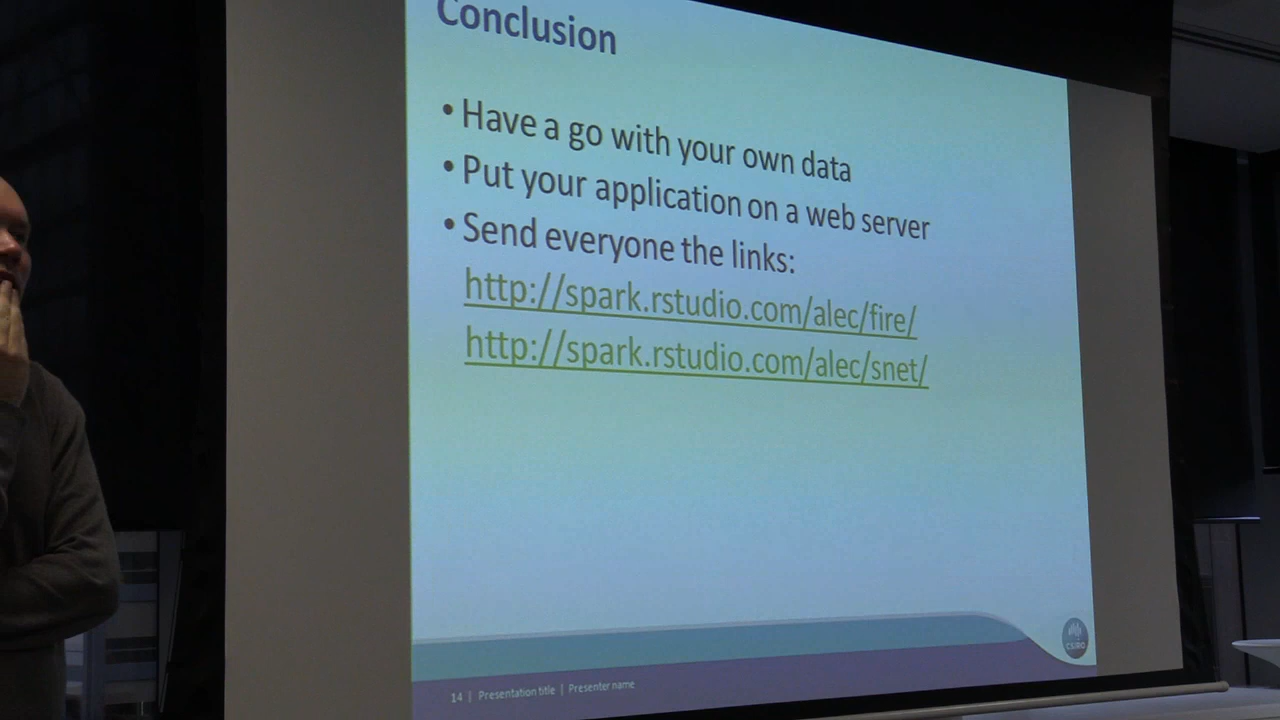 Conclusion
• Have a go with your own data
• Put your application on a web server
• Send everyone the links:
http://spark.rstudio.com/alec/fire/
http://spark.rstudio.com/alec/snet/
CSIRO
14 | Presentation title | Presenter name